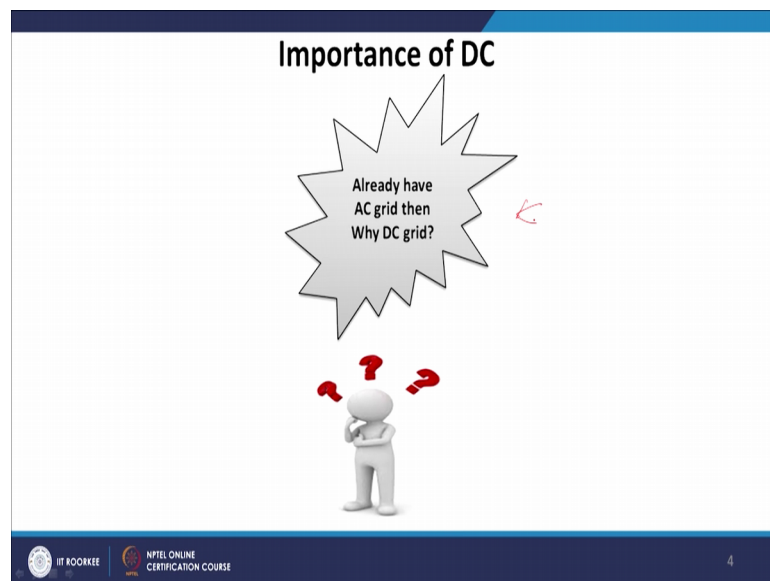 Importance of DC
Already have
AC grid then
Why DC grid?
?
?
?
IIT ROORKEE
NPTEL ONLINE
CERTIFICATION COURSE
4